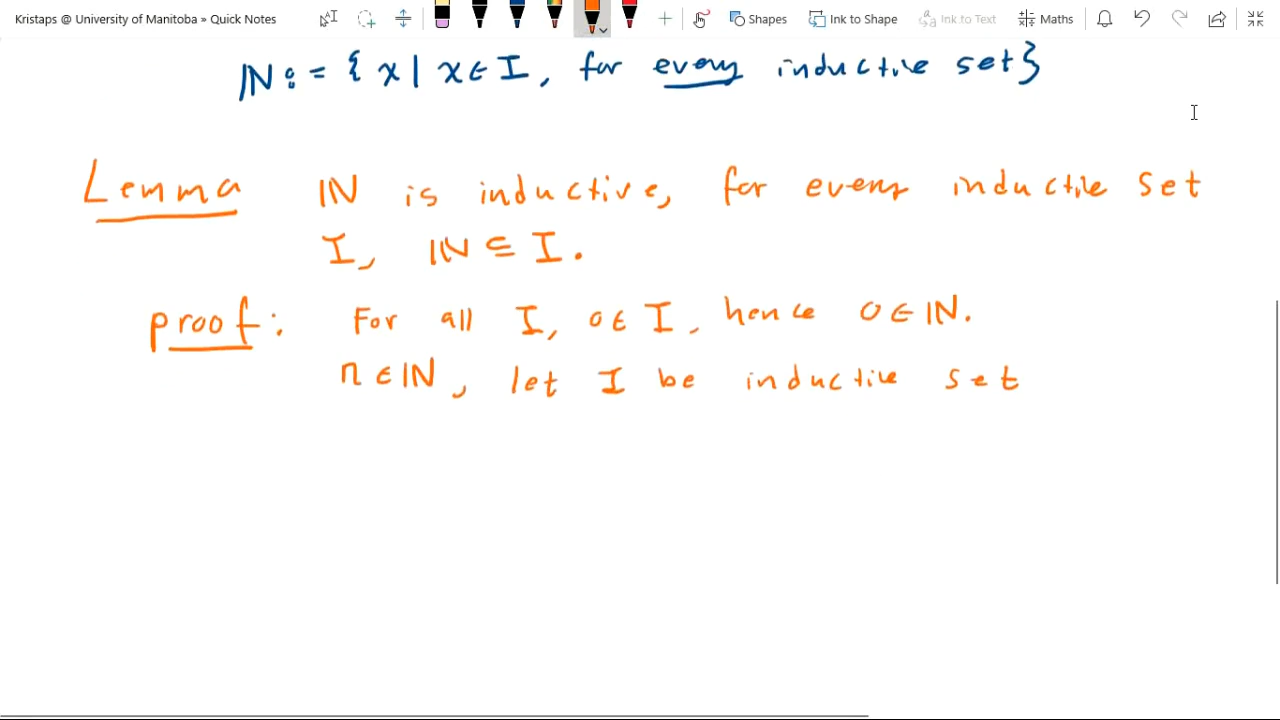 Kristaps @ University of Manitoba » Quick Notes Shapes Ink to Shape Ink to Text Maths
ℕ := { x | x ∈ I, for every inductive set}
Lemma ℕ is inductive, for every inductive set
I, ℕ ⊆ I.
proof: For all I, 0 ∈ I, hence 0 ∈ ℕ.
n ∈ ℕ, let I be inductive set